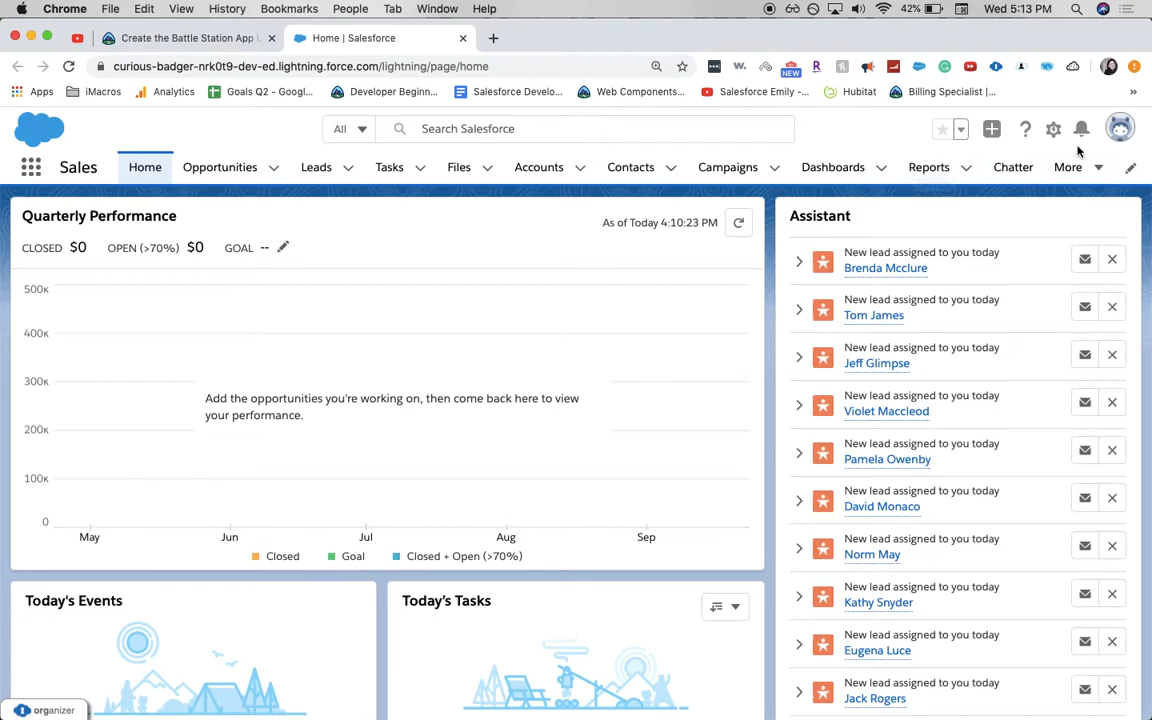 Chrome File Edit View History Bookmarks People Tab Window Help 42% Wed 5:13 PM
Create the Battle Station App Home | Salesforce
curious-badger-nrk0t9-dev-ed.lightning.force.com/lightning/page/home
Apps iMacros Analytics Goals Q2 - Googl... Developer Beginn... Salesforce Develo... Web Components... Salesforce Emily -... Hubitat Billing Specialist |...
All Search Salesforce
Sales Home Opportunities Leads Tasks Files Accounts Contacts Campaigns Dashboards Reports Chatter More
Quarterly Performance
As of Today 4:10:23 PM
CLOSED $0 OPEN (>70%) $0 GOAL --
500K
400K
300K
Add the opportunities you're working on, then come back here to view
your performance.
200K
100K
0
May Jun Jul Aug Sep
Closed Goal Closed + Open (>70%)
Today's Events
Today's Tasks
Assistant
New lead assigned to you today
Brenda Mcclure
New lead assigned to you today
Tom James
New lead assigned to you today
Jeff Glimpse
New lead assigned to you today
Violet Maccleod
New lead assigned to you today
Pamela Owenby
New lead assigned to you today
David Monaco
New lead assigned to you today
Norm May
New lead assigned to you today
Kathy Snyder
New lead assigned to you today
Eugena Luce
New lead assigned to you today
Jack Rogers
organizer